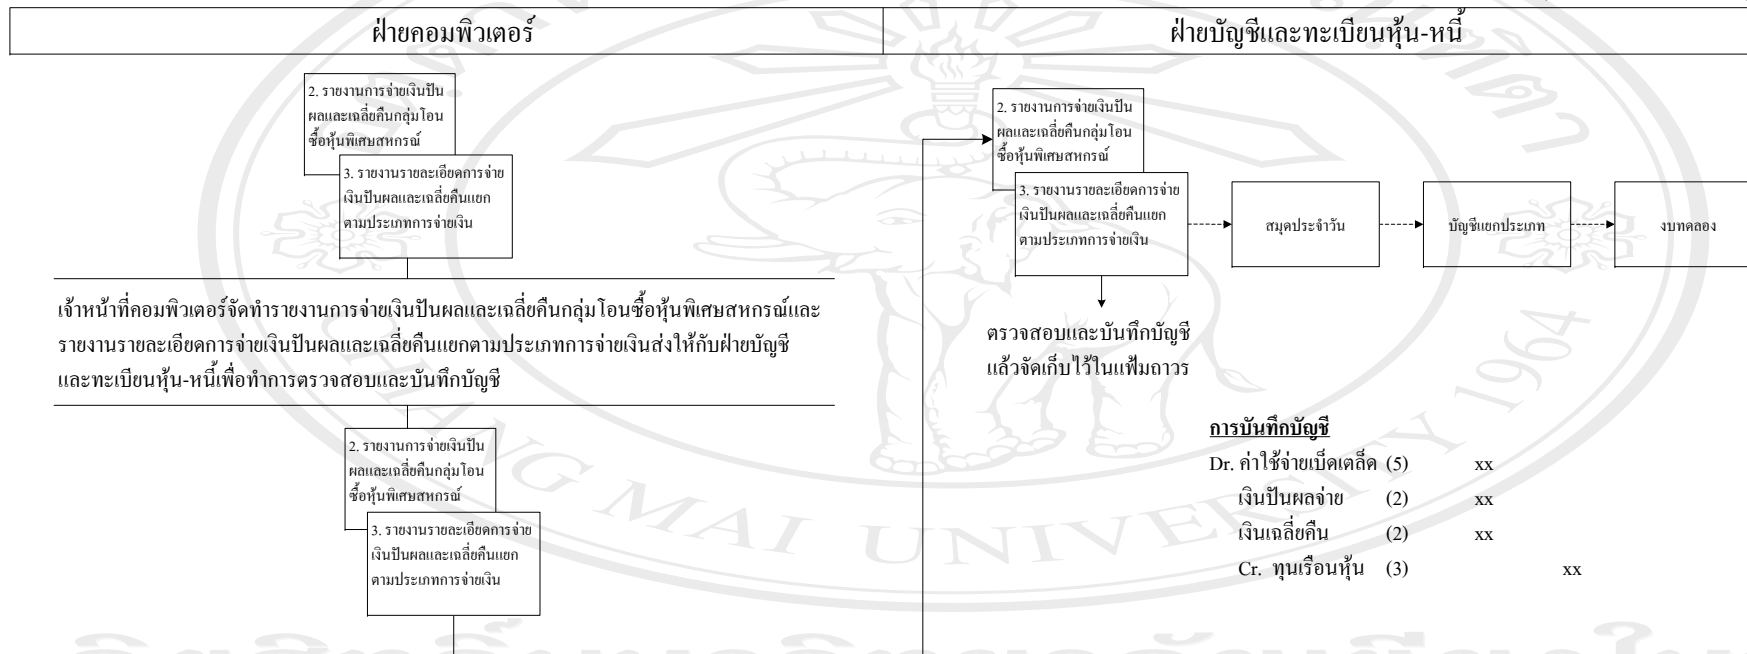 ฝ่ายคอมพิวเตอร์
ฝ่ายบัญชีและทะเบียนหุ้น-หนี้
2. รายงานการจ่ายเงินปัน
ผลและเฉลี่ยคืนกลุ่มโอน
ซื้อหุ้นพิเศษสหกรณ์
3. รายงานรายละเอียดการจ่าย
เงินปันผลและเฉลี่ยคืนแยก
ตามประเภทการจ่ายเงิน
เจ้าหน้าที่คอมพิวเตอร์จัดทำรายงานการจ่ายเงินปันผลและเฉลี่ยคืนกลุ่มโอนซื้อหุ้นพิเศษสหกรณ์และ
รายงานรายละเอียดการจ่ายเงินปันผลและเฉลี่ยคืนแยกตามประเภทการจ่ายเงินส่งให้กับฝ่ายบัญชี
และทะเบียนหุ้น-หนี้เพื่อทำการตรวจสอบและบันทึกบัญชี
2. รายงานการจ่ายเงินปัน
ผลและเฉลี่ยคืนกลุ่มโอน
ซื้อหุ้นพิเศษสหกรณ์
3. รายงานรายละเอียดการจ่าย
เงินปันผลและเฉลี่ยคืนแยก
ตามประเภทการจ่ายเงิน
2. รายงานการจ่ายเงินปัน
ผลและเฉลี่ยคืนกลุ่มโอน
ซื้อหุ้นพิเศษสหกรณ์
3. รายงานรายละเอียดการจ่าย
เงินปันผลและเฉลี่ยคืนแยก
ตามประเภทการจ่ายเงิน
สมุดประจำวัน
บัญชีแยกประเภท
งบทดลอง
ตรวจสอบและบันทึกบัญชี
แล้วจัดเก็บไว้ในแฟ้มถาวร
การบันทึกบัญชี
Dr. ค่าใช้จ่ายเบ็ดเตล็ด (5) xx
เงินปันผลจ่าย (2) xx
เงินเฉลี่ยคืน (2) xx
Cr. ทุนเรือนหุ้น (3) xx
CHIANG MAI UNIVERSITY 1964